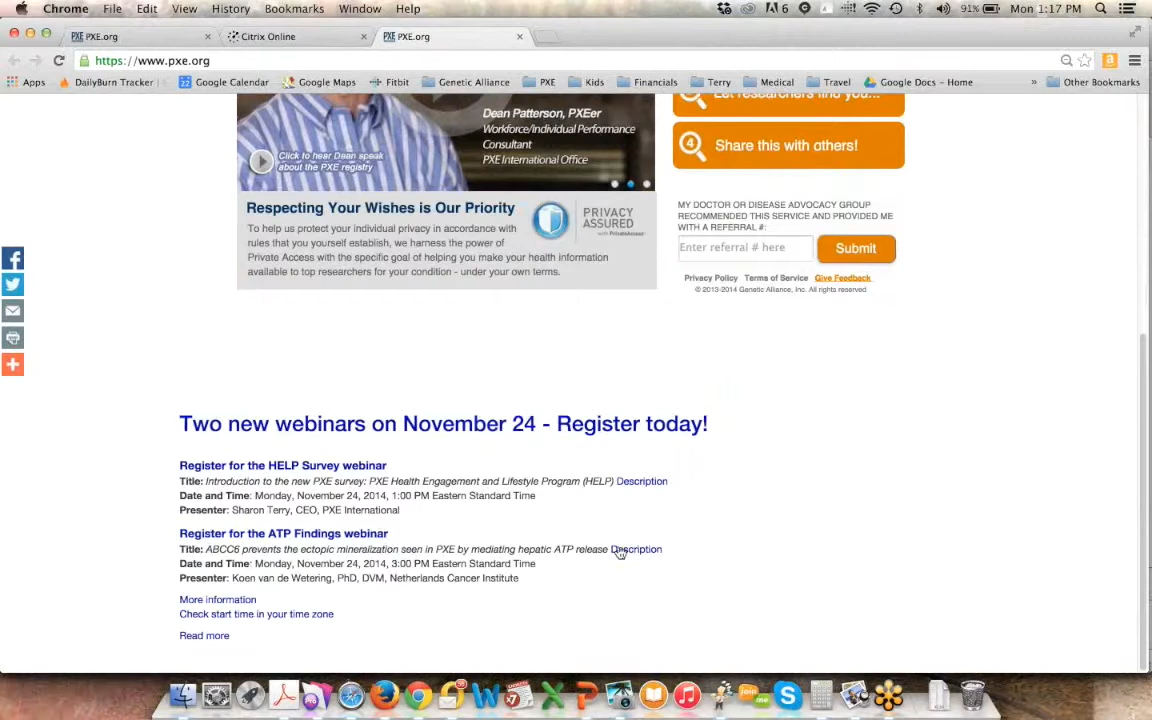 Chrome File Edit View History Bookmarks Window Help 6 91% Mon 1:17 PM
PXE.org Citrix Online PXE.org
https://www.pxe.org
Apps DailyBurn Tracker Google Calendar Google Maps Fitbit Genetic Alliance PXE Kids Financials Terry Medical Travel Google Docs - Home » Other Bookmarks
Let researchers find you...
Dean Patterson, PXEer
Workforce/Individual Performance
Consultant
PXE International Office
Click to hear Dean speak
about the PXE registry
4 Share this with others!
Respecting Your Wishes is Our Priority
To help us protect your individual privacy in accordance with
rules that you yourself establish, we harness the power of
Private Access with the specific goal of helping you make your health information
available to top researchers for your condition - under your own terms.
PRIVACY
ASSURED
with PrivateAccess
MY DOCTOR OR DISEASE ADVOCACY GROUP
RECOMMENDED THIS SERVICE AND PROVIDED ME
WITH A REFERRAL #:
Enter referral # here Submit
Privacy Policy Terms of Service Give Feedback
© 2013-2014 Genetic Alliance, Inc. All rights reserved
Two new webinars on November 24 - Register today!
Register for the HELP Survey webinar
Title: Introduction to the new PXE survey: PXE Health Engagement and Lifestyle Program (HELP) Description
Date and Time: Monday, November 24, 2014, 1:00 PM Eastern Standard Time
Presenter: Sharon Terry, CEO, PXE International
Register for the ATP Findings webinar
Title: ABCC6 prevents the ectopic mineralization seen in PXE by mediating hepatic ATP release Description
Date and Time: Monday, November 24, 2014, 3:00 PM Eastern Standard Time
Presenter: Koen van de Wetering, PhD, DVM, Netherlands Cancer Institute
More information
Check start time in your time zone
Read more